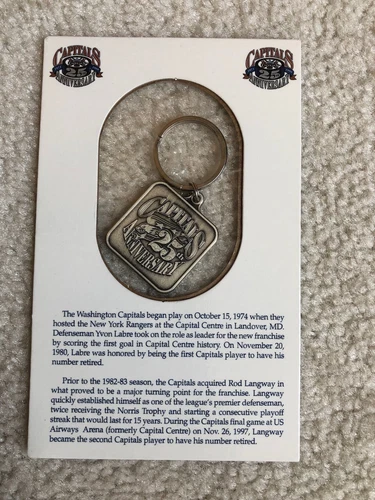 CAPITALS CAPITALS
25 25
ANNIVERSARY ANNIVERSARY
CAPITALS
25th
ANNIVERSARY
The Washington Capitals began play on October 15, 1974 when they
hosted the New York Rangers at the Capital Centre in Landover, MD.
Defenseman Yvon Labre took on the role as leader for the new franchise
by scoring the first goal in Capital Centre history. On November 20,
1980, Labre was honored by being the first Capitals player to have his
number retired.
Prior to the 1982-83 season, the Capitals acquired Rod Langway in
what proved to be a major turning point for the franchise. Langway
quickly established himself as one of the league's premier defenseman,
twice receiving the Norris Trophy and starting a consecutive playoff
streak that would last for 15 years. During the Capitals final game at US
Airways Arena (formerly Capital Centre) on Nov. 26, 1997, Langway
became the second Capitals player to have his number retired.